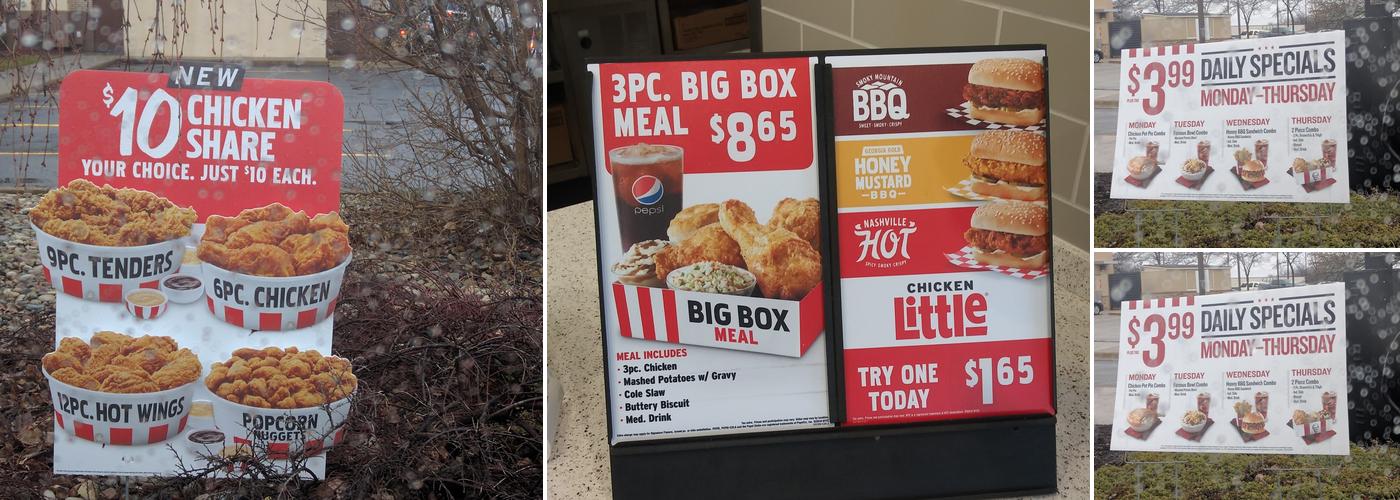 NEW
$10 CHICKEN
SHARE
YOUR CHOICE. JUST $10 EACH.
9PC. TENDERS
6PC. CHICKEN
12PC. HOT WINGS
POPCORN
NUGGETS
3PC. BIG BOX
MEAL $8.65
pepsi
BIG BOX
MEAL
MEAL INCLUDES
· 3pc. Chicken
· Mashed Potatoes w/ Gravy
· Cole Slaw
· Buttery Biscuit
· Med. Drink
SMOKY MOUNTAIN
BBQ
SWEET · SMOKY · CRISPY
GEORGIA GOLD
HONEY
MUSTARD
BBQ
NASHVILLE
HOT
SPICY SMOKY CRISPY
CHICKEN
Little
TRY ONE
TODAY
$1.65
$3.99 DAILY SPECIALS
PLUS TAX
MONDAY-THURSDAY
MONDAY TUESDAY WEDNESDAY THURSDAY
Chicken Pot Pie Combo Famous Bowl Combo Honey BBQ Sandwich Combo 2 Piece Combo
$3.99 DAILY SPECIALS
PLUS TAX
MONDAY-THURSDAY
MONDAY TUESDAY WEDNESDAY THURSDAY
Chicken Pot Pie Combo Famous Bowl Combo Honey BBQ Sandwich Combo 2 Piece Combo